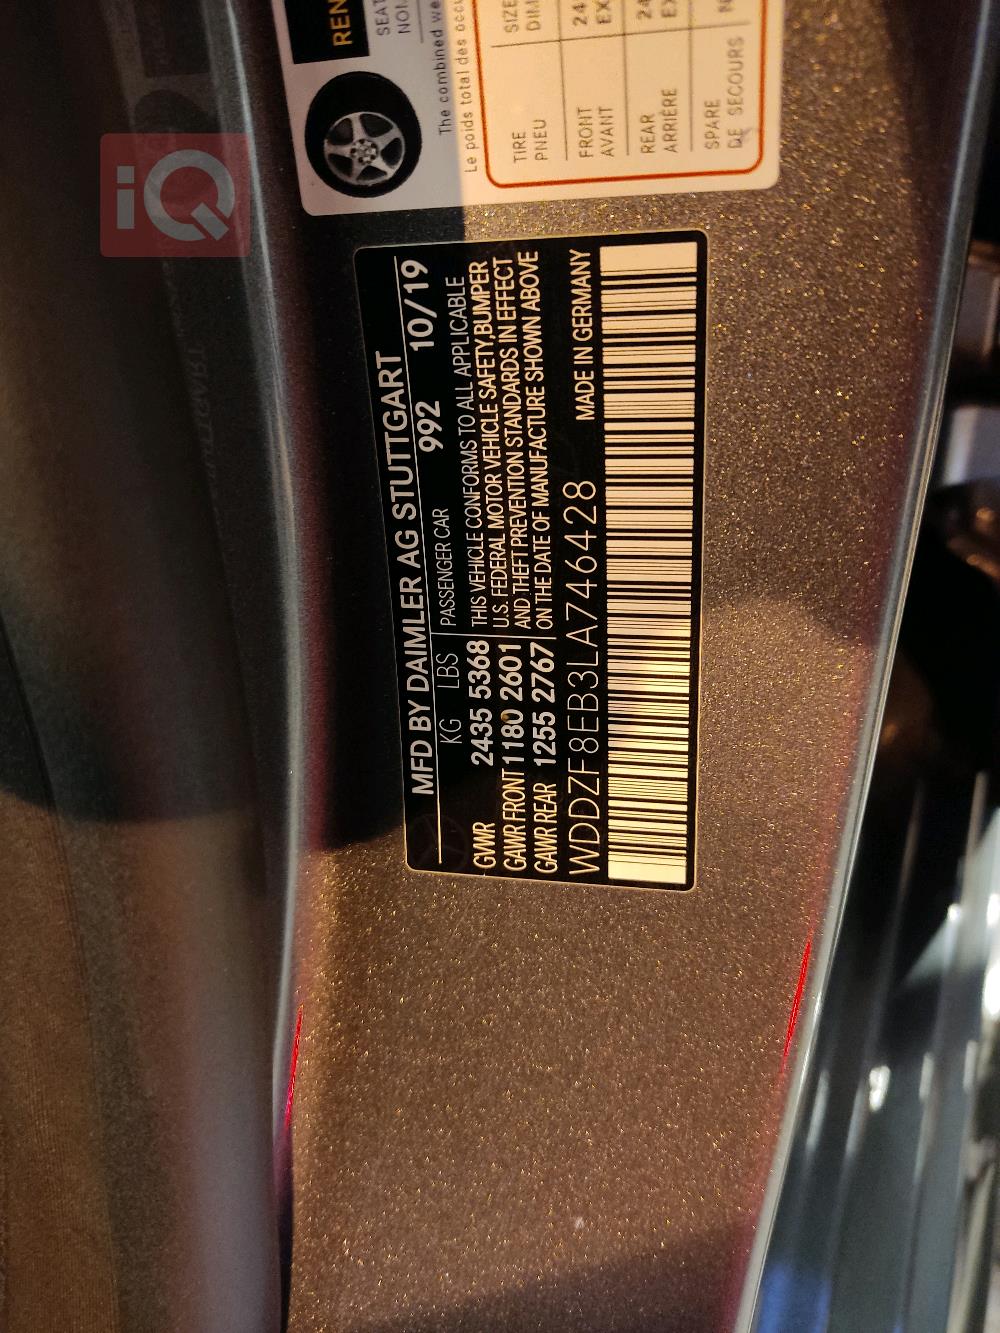 iQ
REN
SEAT
The combined we
Le poids total des occu
TIRE
PNEU
SIZE
FRONT
AVANT
REAR
ARRIÈRE
SPARE
DE SECOURS
MFD BY DAIMLER AG STUTTGART
KG LBS PASSENGER CAR 992 10/19
GVWR 2435 5368 THIS VEHICLE CONFORMS TO ALL APPLICABLE
GAWR FRONT 1180 2601 U.S. FEDERAL MOTOR VEHICLE SAFETY,BUMPER
AND THEFT PREVENTION STANDARDS IN EFFECT
GAWR REAR 1255 2767 ON THE DATE OF MANUFACTURE SHOWN ABOVE
WDDZF8EB3LA746428 MADE IN GERMANY